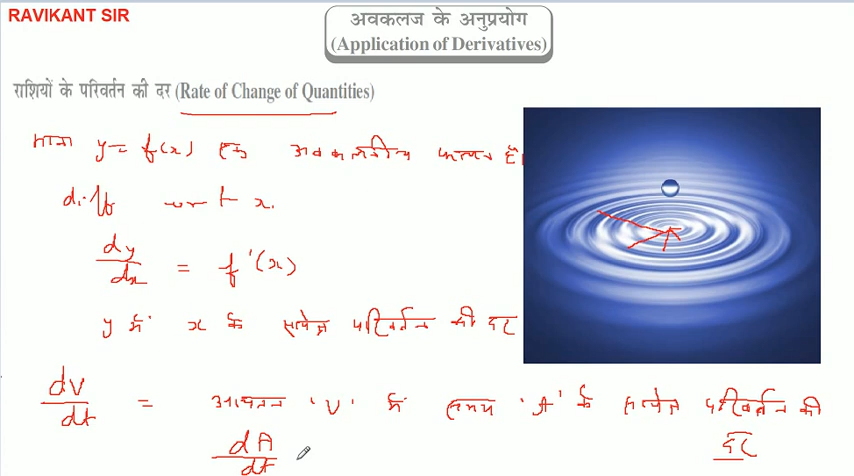 RAVIKANT SIR
अवकलज के अनुप्रयोग
(Application of Derivatives)
राशियों के परिवर्तन की दर (Rate of Change of Quantities)
माना y = f(x) एक अवकलनीय फलन है।
diff w.r.t x.
dy/dx = f'(x)
y में x के सापेक्ष परिवर्तन की दर
dV/dt = आयतन 'V' में समय 't' के सापेक्ष परिवर्तन की दर
dA/dt